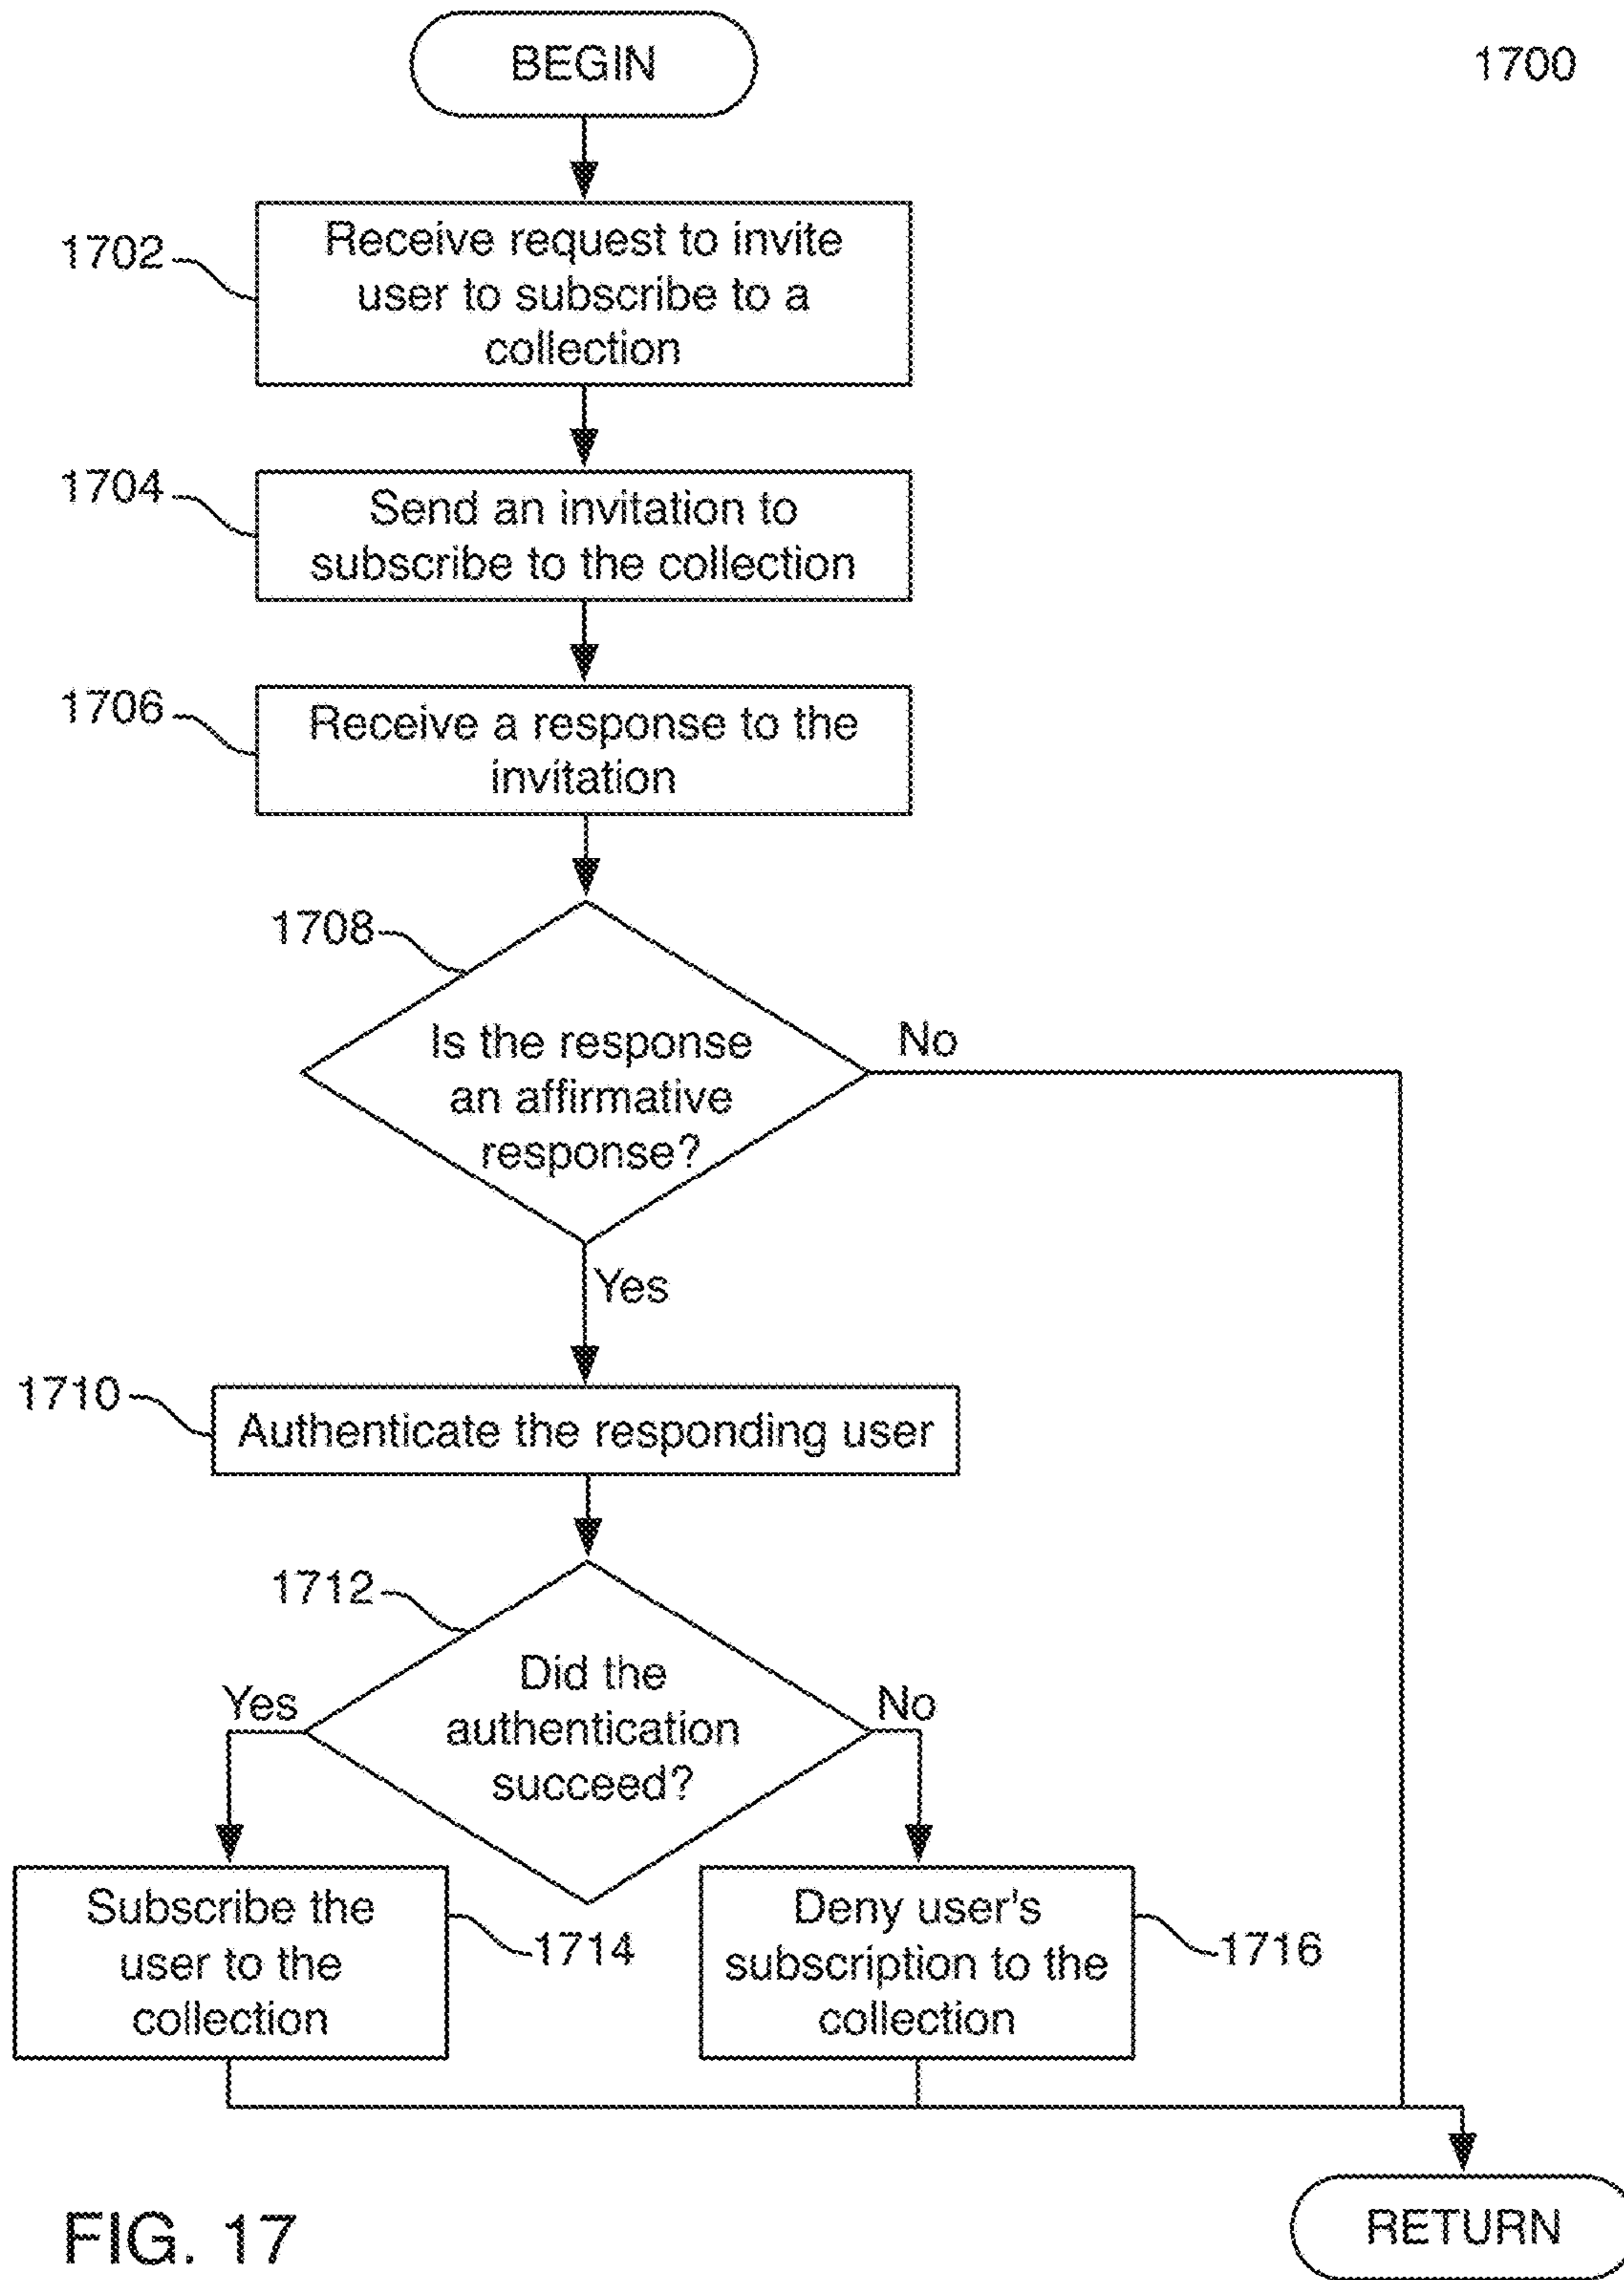 BEGIN
1700
1702
Receive request to invite
user to subscribe to a
collection
1704
Send an invitation to
subscribe to the collection
1706
Receive a response to the
invitation
1708
Is the response
an affirmative
response?
No
Yes
1710
Authenticate the responding user
1712
Did the
authentication
succeed?
Yes
No
Subscribe the
user to the
collection
1714
Deny user's
subscription to the
collection
1716
RETURN
FIG. 17